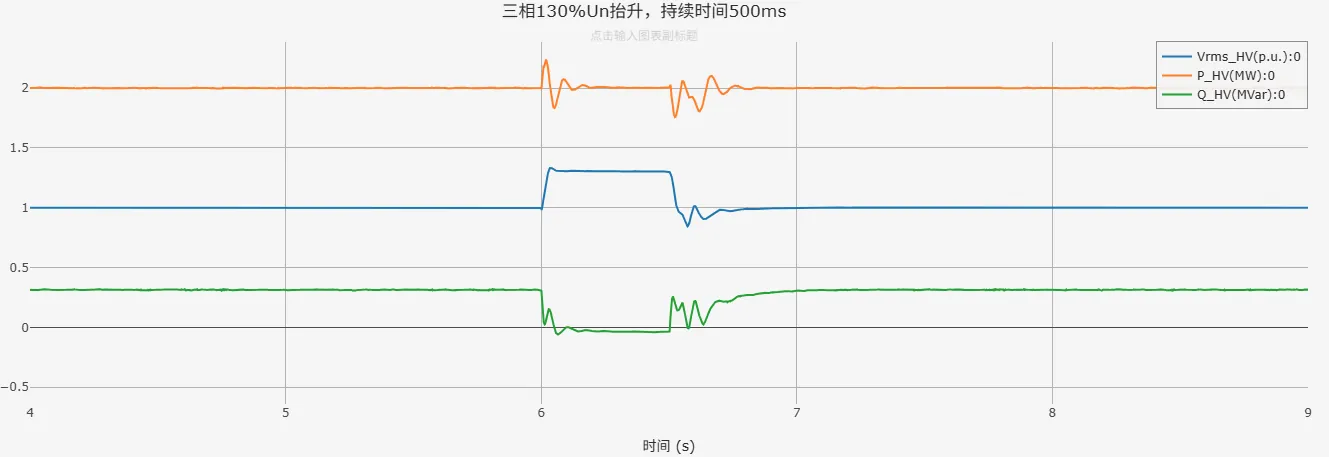 三相130%Un抬升，持续时间500ms
点击输入图表副标题
Vrms_HV(p.u.):0
P_HV(MW):0
Q_HV(MVar):0
2
1.5
1
0.5
0
−0.5
4 5 6 7 8 9
时间 (s)